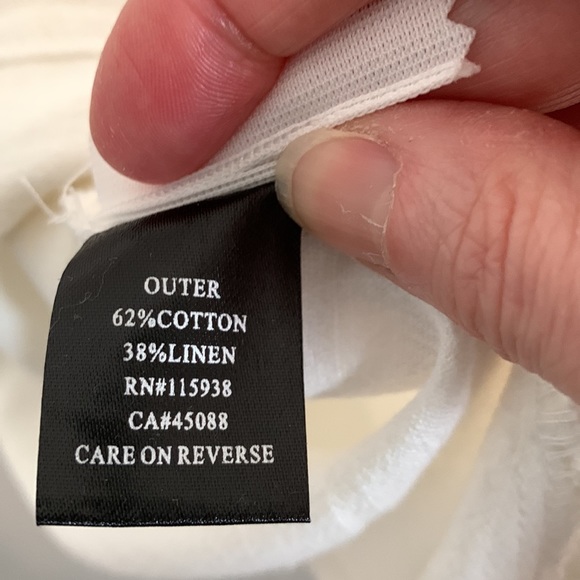 OUTER
62%COTTON
38%LINEN
RN#115938
CA#45088
CARE ON REVERSE